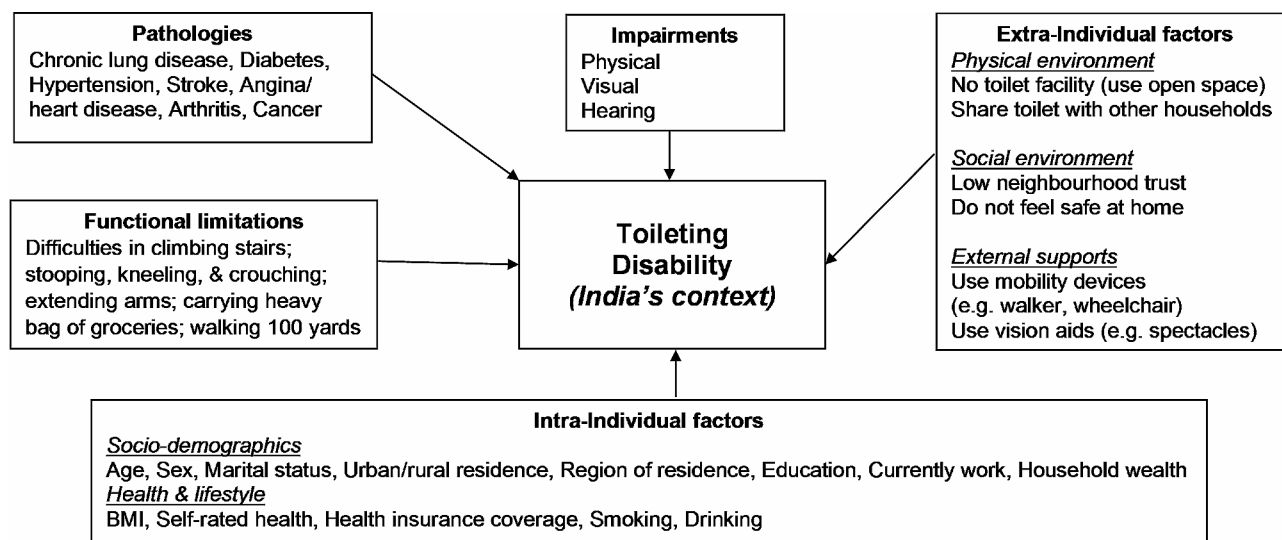 Pathologies
Chronic lung disease, Diabetes,
Hypertension, Stroke, Angina/
heart disease, Arthritis, Cancer
Impairments
Physical
Visual
Hearing
Extra-Individual factors
Physical environment
No toilet facility (use open space)
Share toilet with other households
Social environment
Low neighbourhood trust
Do not feel safe at home
External supports
Use mobility devices
(e.g. walker, wheelchair)
Use vision aids (e.g. spectacles)
Functional limitations
Difficulties in climbing stairs;
stooping, kneeling, & crouching;
extending arms; carrying heavy
bag of groceries; walking 100 yards
Toileting
Disability
(India's context)
Intra-Individual factors
Socio-demographics
Age, Sex, Marital status, Urban/rural residence, Region of residence, Education, Currently work, Household wealth
Health & lifestyle
BMI, Self-rated health, Health insurance coverage, Smoking, Drinking